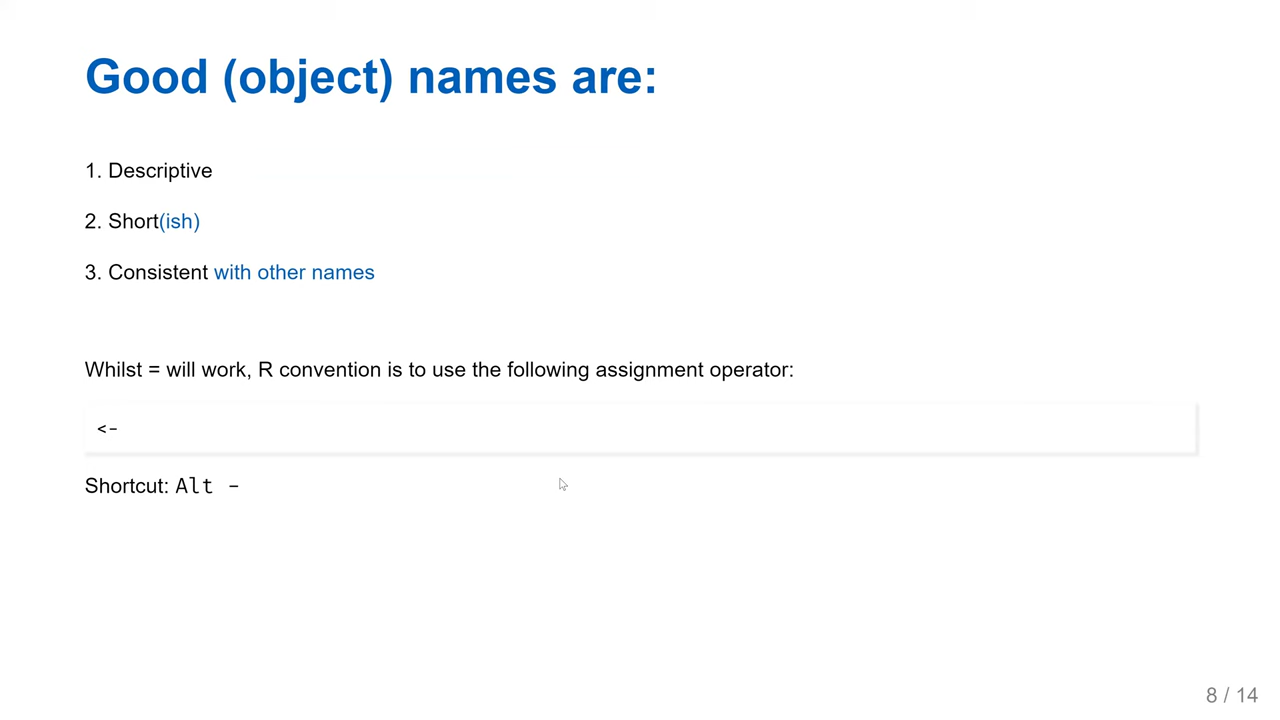 Good (object) names are:
1. Descriptive
2. Short(ish)
3. Consistent with other names
Whilst = will work, R convention is to use the following assignment operator:
<-
Shortcut: Alt -
8 / 14